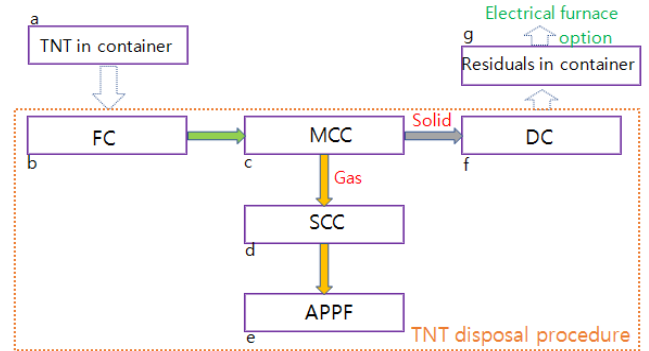 a
TNT in container
Electrical furnace
option
g
Residuals in container
FC
b
MCC
c
Solid
DC
f
Gas
SCC
d
APPF
e
TNT disposal procedure